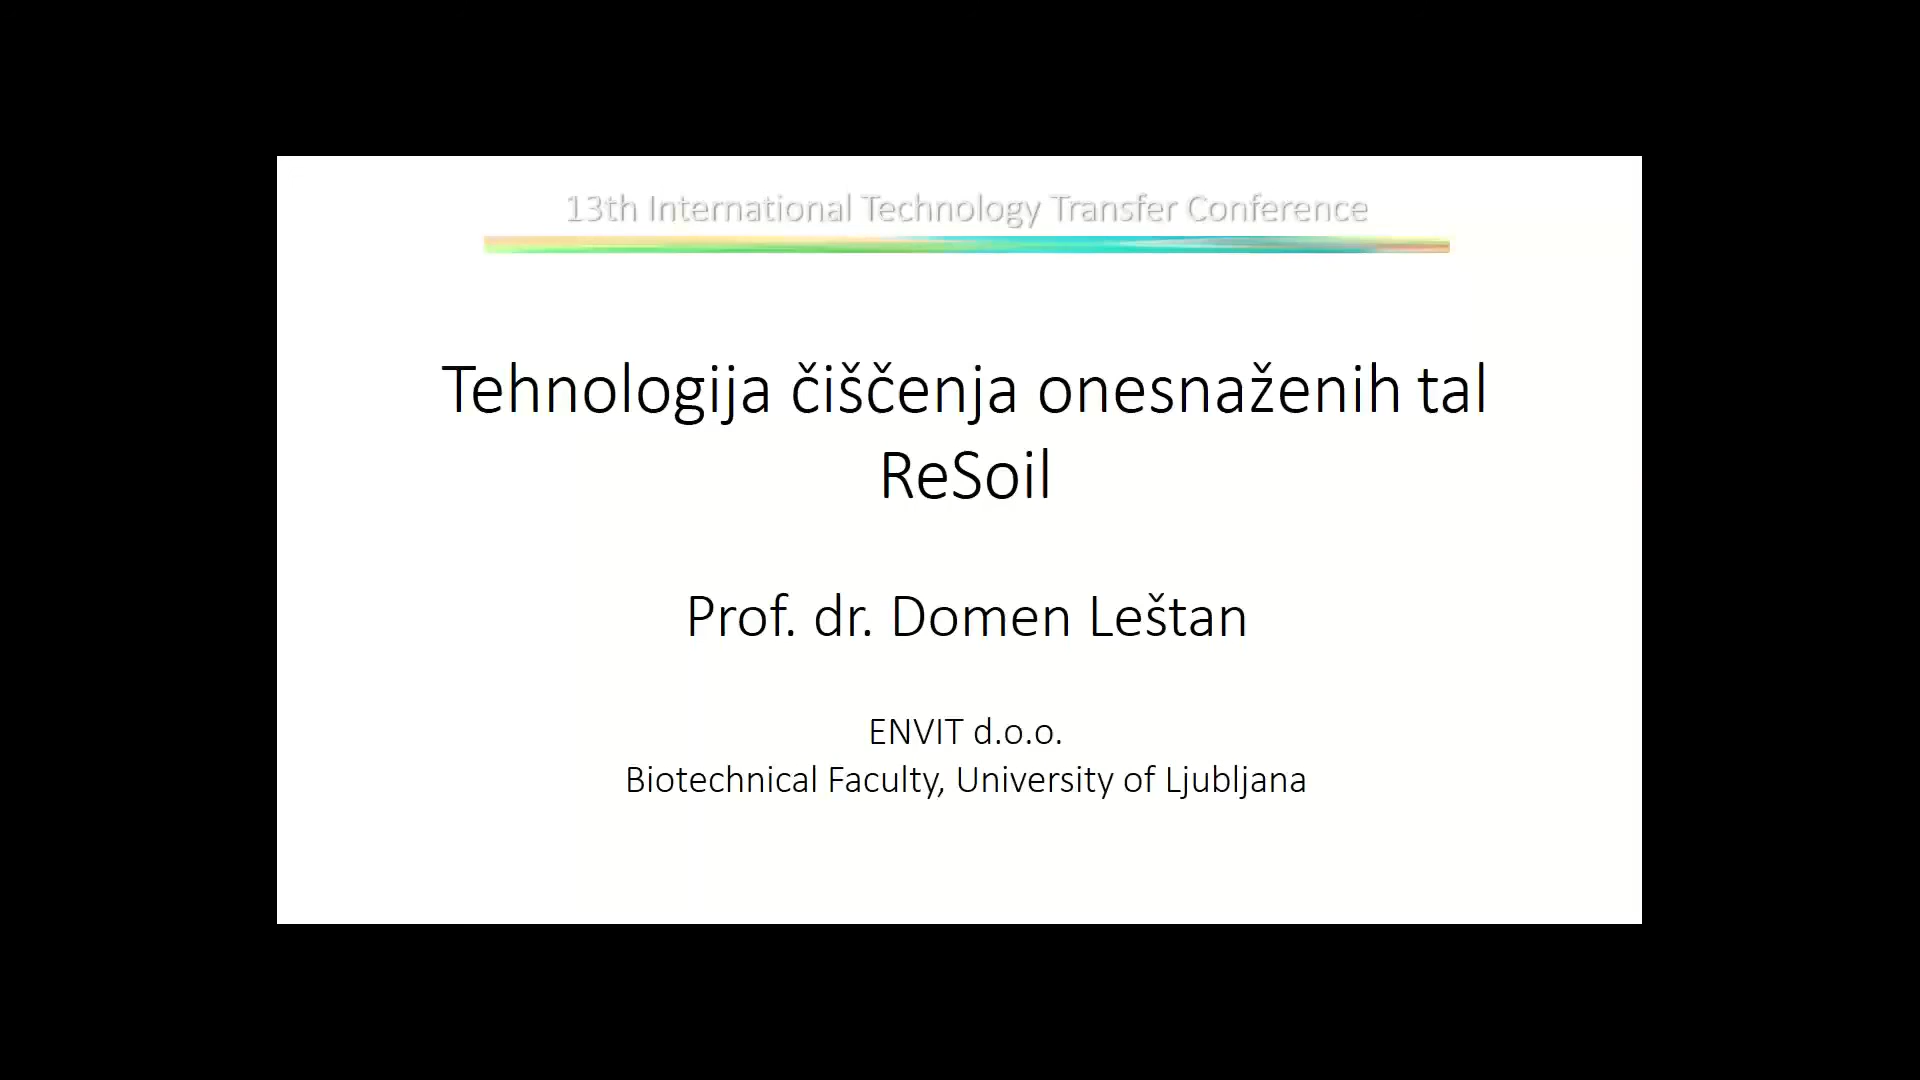 13th International Technology Transfer Conference
Tehnologija čiščenja onesnaženih tal
ReSoil
Prof. dr. Domen Leštan
ENVIT d.o.o.
Biotechnical Faculty, University of Ljubljana